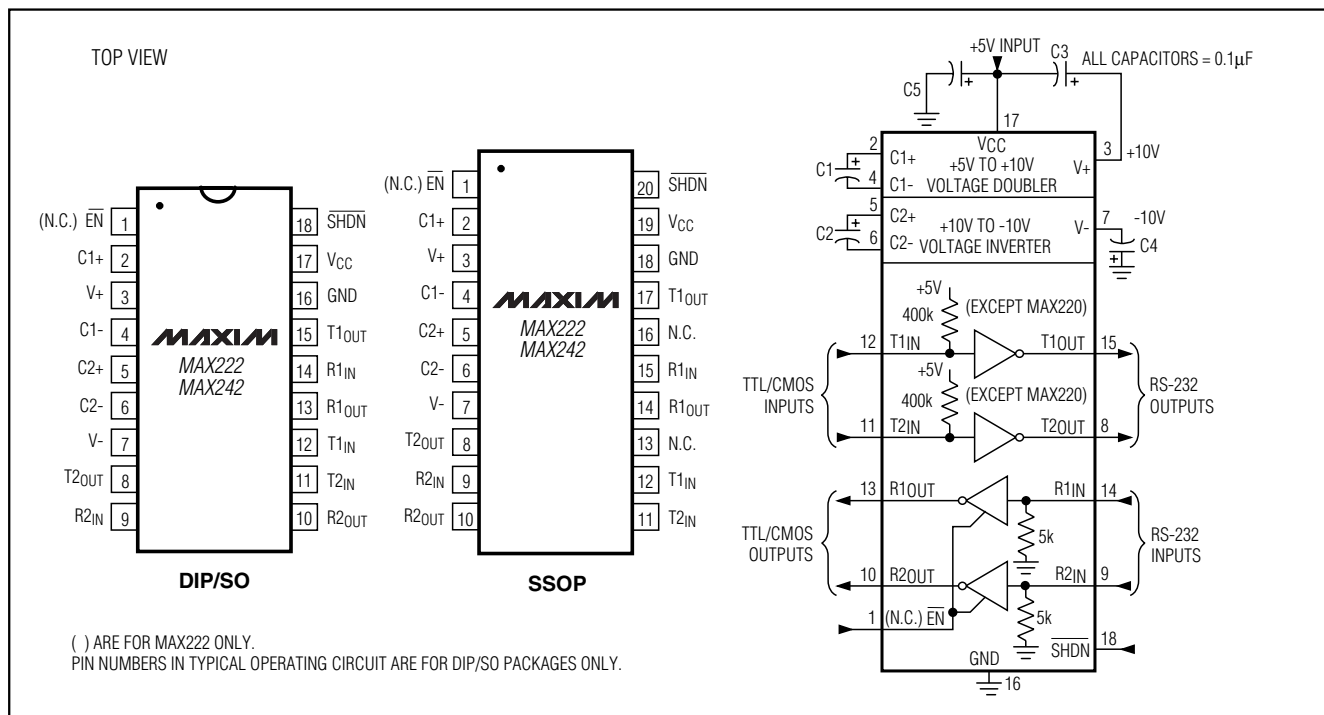 TOP VIEW
(N.C.) EN 1
C1+ 2
V+ 3
C1- 4
C2+ 5
C2- 6
V- 7
T2OUT 8
R2IN 9
18 SHDN
17 VCC
16 GND
15 T1OUT
14 R1IN
13 R1OUT
12 T1IN
11 T2IN
10 R2OUT
MAXIM
MAX222
MAX242
DIP/SO
(N.C.) EN 1
C1+ 2
V+ 3
C1- 4
C2+ 5
C2- 6
V- 7
T2OUT 8
R2IN 9
R2OUT 10
20 SHDN
19 VCC
18 GND
17 T1OUT
16 N.C.
15 R1IN
14 R1OUT
13 N.C.
12 T1IN
11 T2IN
MAXIM
MAX222
MAX242
SSOP
( ) ARE FOR MAX222 ONLY.
PIN NUMBERS IN TYPICAL OPERATING CIRCUIT ARE FOR DIP/SO PACKAGES ONLY.
+5V INPUT
C3
ALL CAPACITORS = 0.1μF
C5
+ +
17
VCC
2 C1+ +5V TO +10V V+ 3 +10V
C1 +
4 C1- VOLTAGE DOUBLER
5 C2+ +10V TO -10V V- 7 -10V
C2 +
6 C2- VOLTAGE INVERTER
C4
+
+5V
400k (EXCEPT MAX220)
12 T1IN T1OUT 15
+5V
TTL/CMOS INPUTS
RS-232 OUTPUTS
400k (EXCEPT MAX220)
11 T2IN T2OUT 8
13 R1OUT R1IN 14
5k
TTL/CMOS OUTPUTS
RS-232 INPUTS
10 R2OUT R2IN 9
5k
1 (N.C.) EN
SHDN 18
GND
16